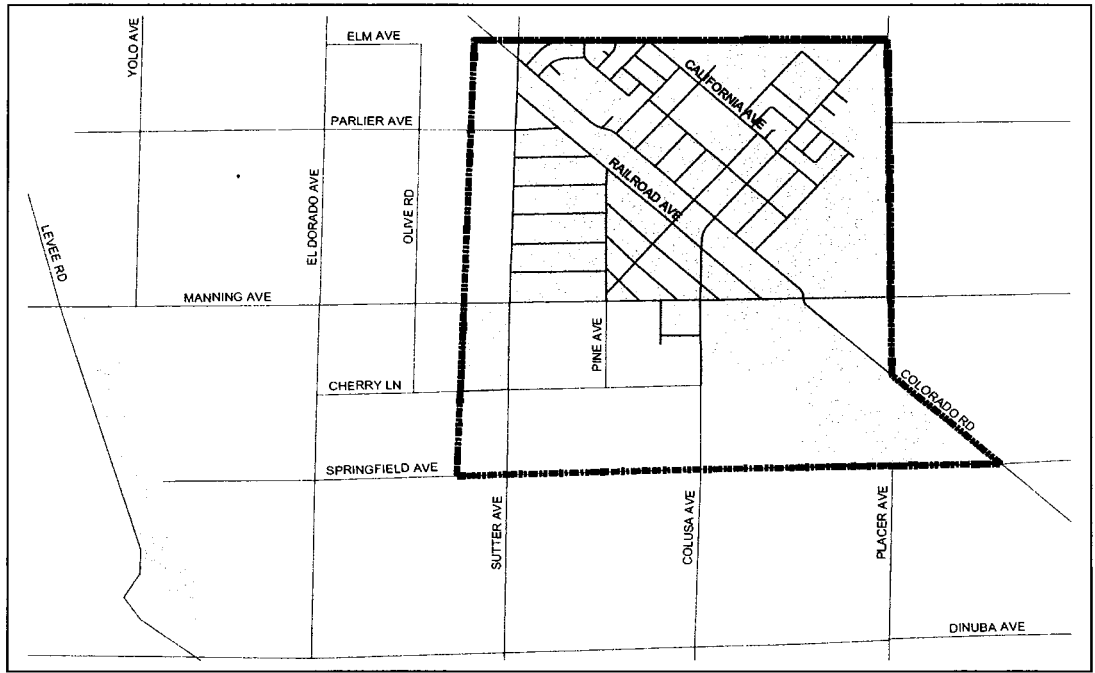 ELM AVE
YOLO AVE
CALIFORNIA AVE
PARLIER AVE
RAILROAD AVE
EL DORADO AVE
OLIVE RD
LEVEE RD
MANNING AVE
PINE AVE
CHERRY LN
COLORADO RD
SPRINGFIELD AVE
SUTTER AVE
COLUSA AVE
PLACER AVE
DINUBA AVE